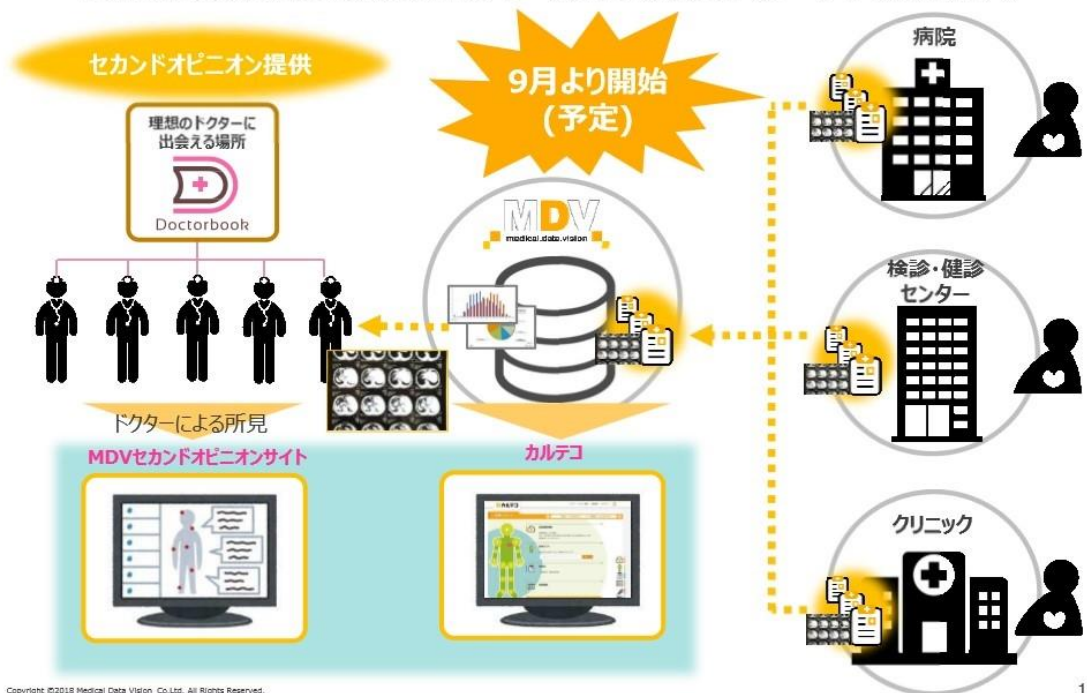 セカンドオピニオン提供
9月より開始
(予定)
病院
理想のドクターに
出会える場所
Doctorbook
MDV
medical.data.vision
検診・健診
センター
ドクターによる所見
MDVセカンドオピニオンサイト
カルテコ
カルテコ
クリニック
Copyright ©2018 Medical Data Vision Co.Ltd. All Rights Reserved.
1